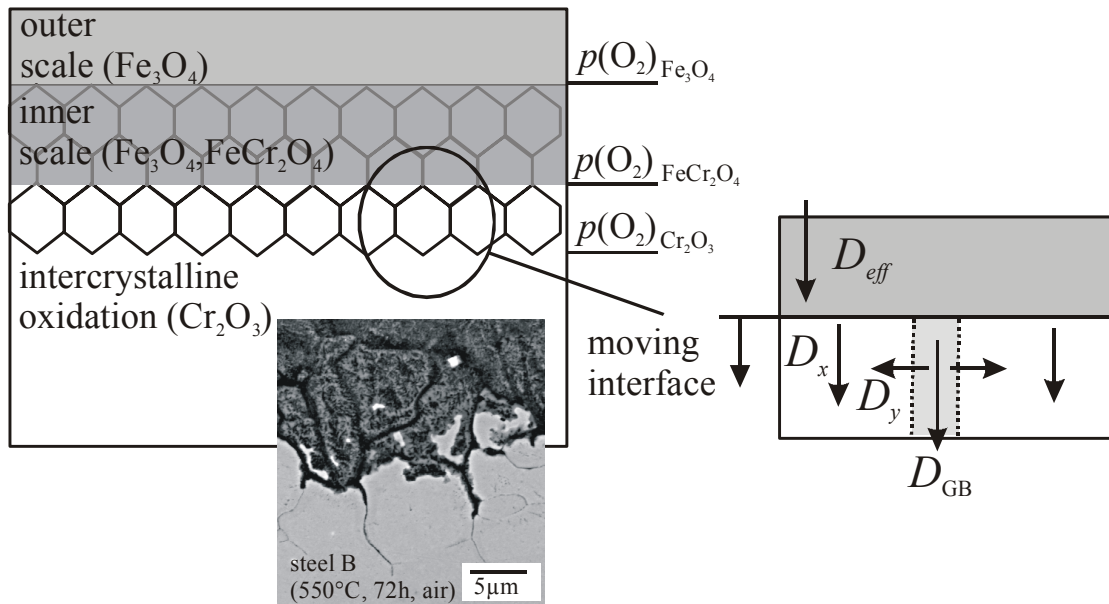 outer
scale (Fe₃O₄)
inner
scale (Fe₃O₄,FeCr₂O₄)
intercrystalline
oxidation (Cr₂O₃)
p(O₂)Fe₃O₄
p(O₂)FeCr₂O₄
p(O₂)Cr₂O₃
moving
interface
Deff
Dx
Dy
DGB
steel B
(550°C, 72h, air)
5µm